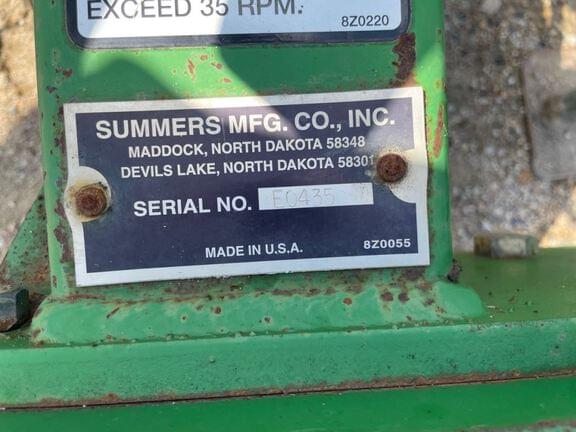 EXCEED 35 RPM.
8Z0220
SUMMERS MFG. CO., INC.
MADDOCK, NORTH DAKOTA 58348
DEVILS LAKE, NORTH DAKOTA 58301
SERIAL NO. E0435
MADE IN U.S.A. 8Z0055